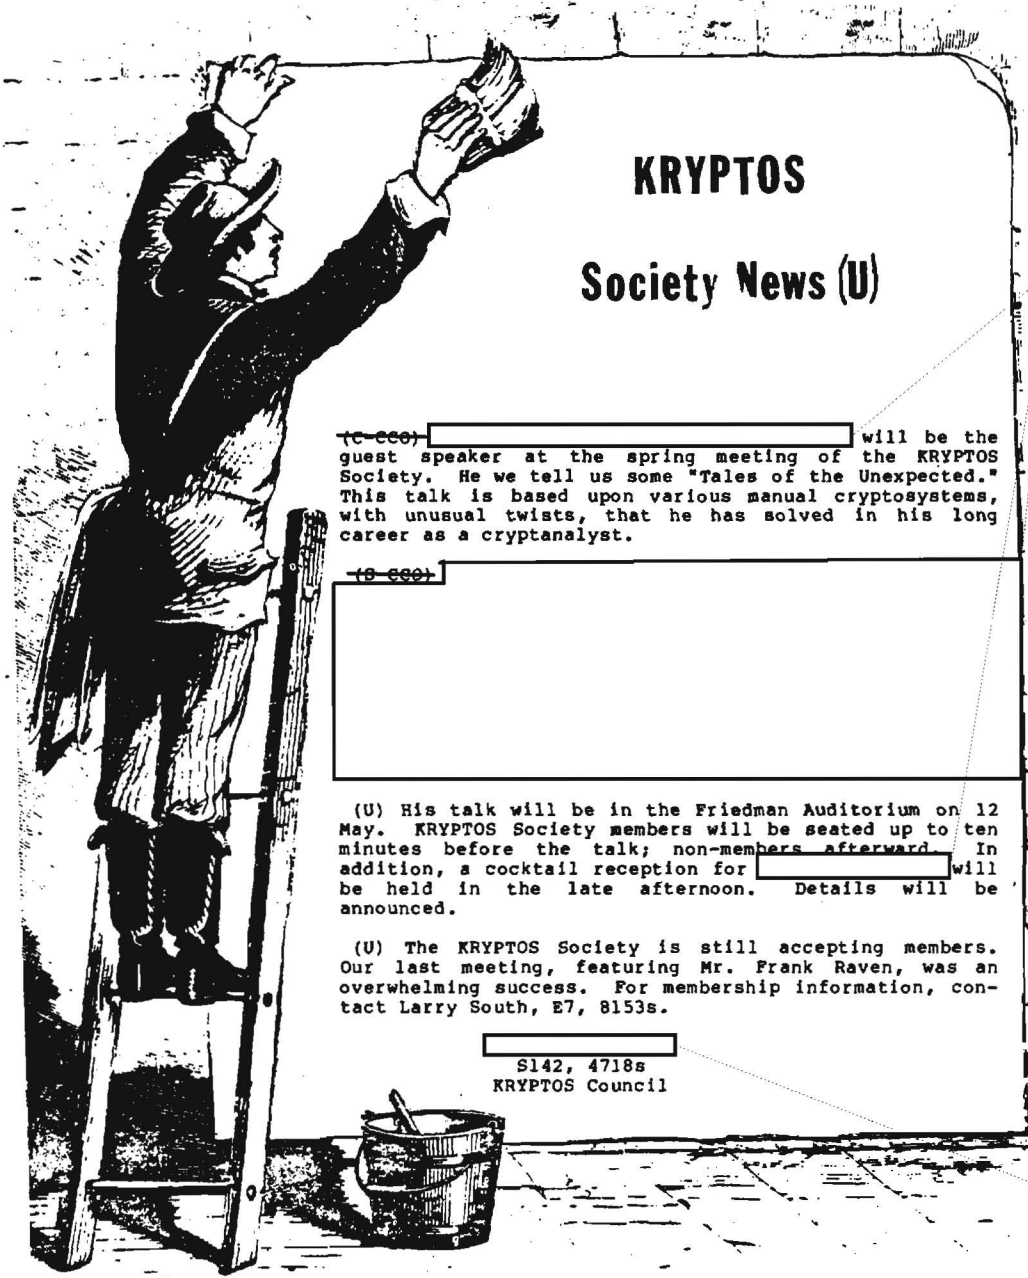 KRYPTOS
Society News (U)
(C-CCO) will be the
guest speaker at the spring meeting of the KRYPTOS
Society. He we tell us some "Tales of the Unexpected."
This talk is based upon various manual cryptosystems,
with unusual twists, that he has solved in his long
career as a cryptanalyst.
(S-CCO)
(U) His talk will be in the Friedman Auditorium on 12
May. KRYPTOS Society members will be seated up to ten
minutes before the talk; non-members afterward. In
addition, a cocktail reception for will
be held in the late afternoon. Details will be
announced.
(U) The KRYPTOS Society is still accepting members.
Our last meeting, featuring Mr. Frank Raven, was an
overwhelming success. For membership information, con-
tact Larry South, E7, 8153s.
S142, 4718s
KRYPTOS Council